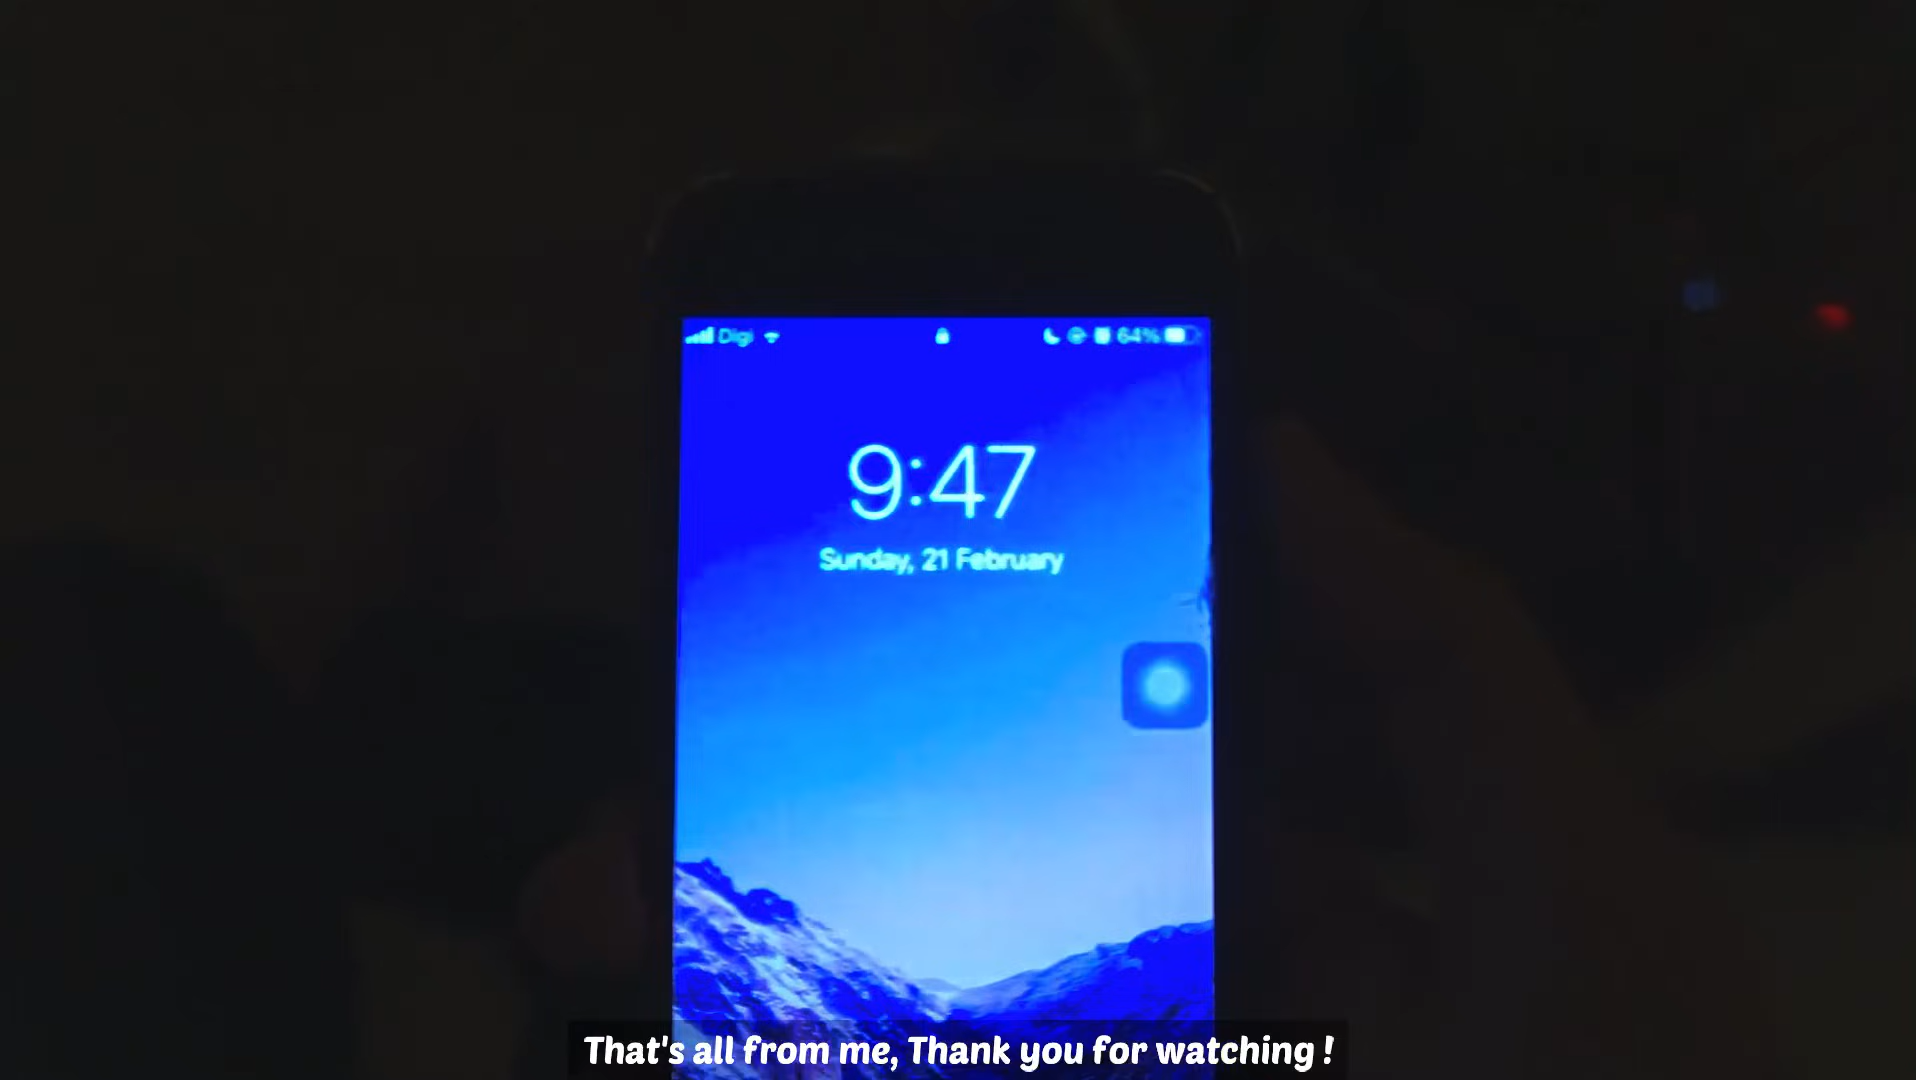 Digi 64%
9:47
Sunday, 21 February
That's all from me, Thank you for watching !